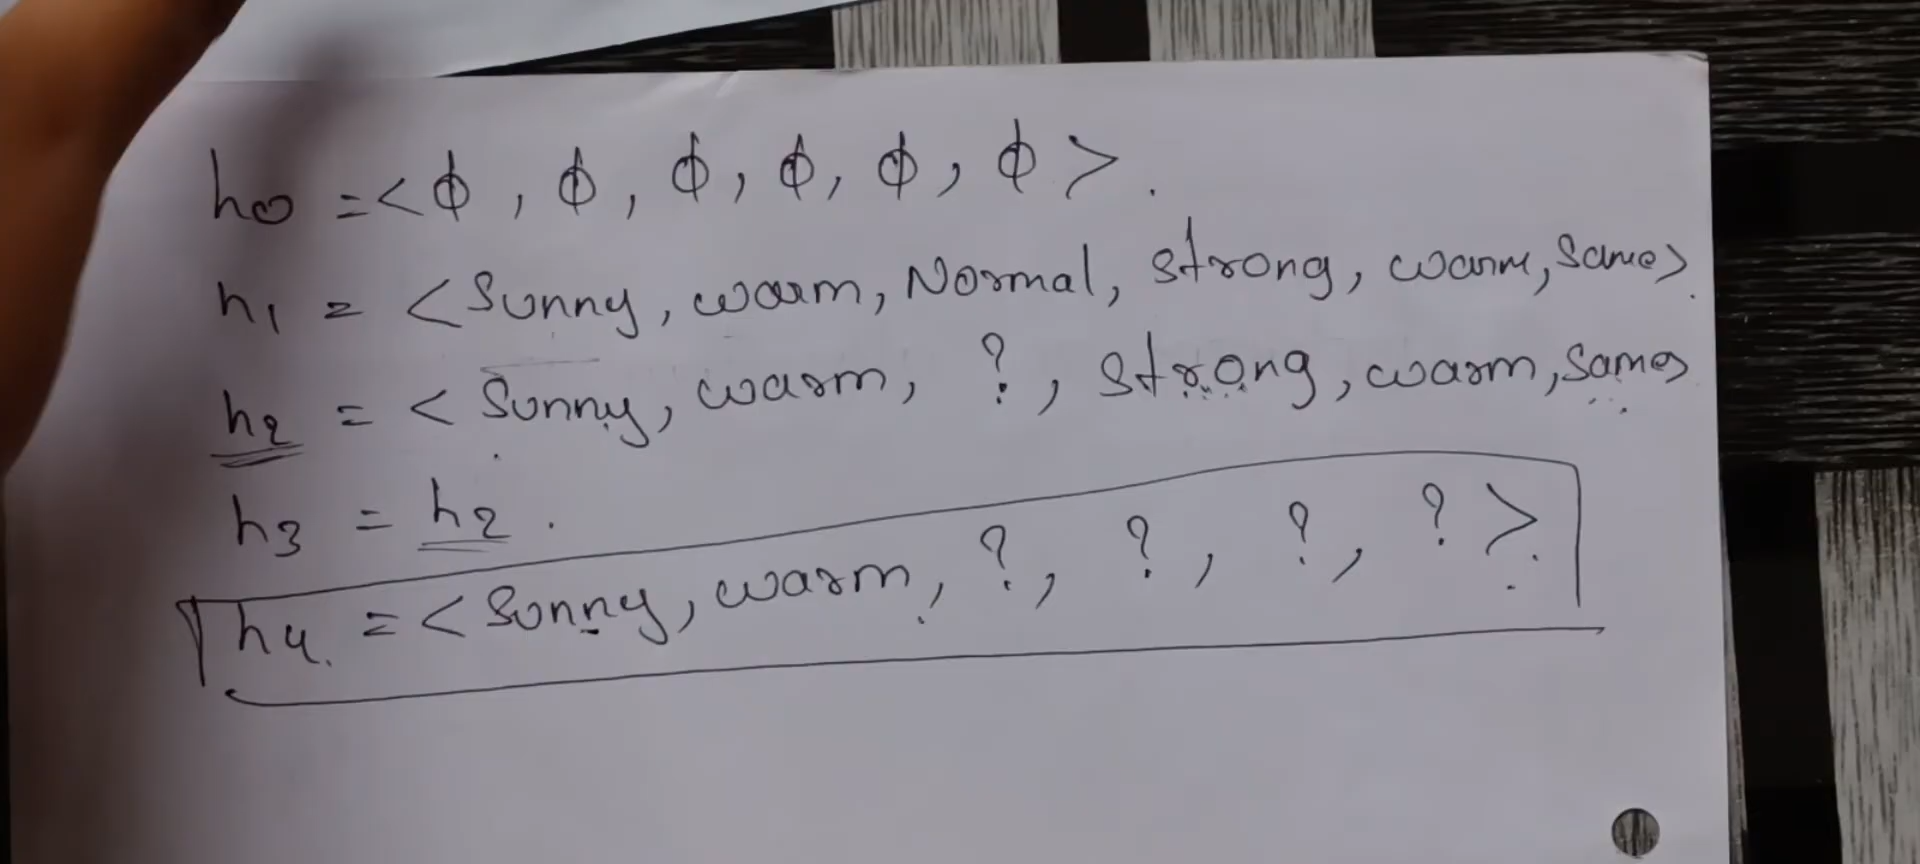 h0 =<ϕ, ϕ, ϕ, ϕ, ϕ, ϕ>.
h1 = <Sunny, warm, Normal, strong, warm, Same>.
h2 = <Sunny, warm, ?, strong, warm, Same>
h3 = h2.
h4. =<Sunny, warm, ?, ?, ?, ?>.